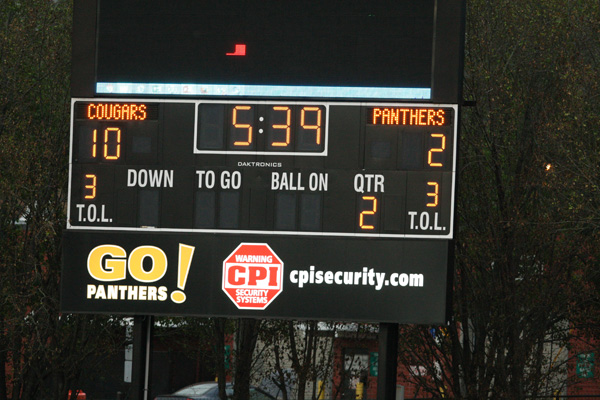 COUGARS 5:39 PANTHERS
10 2
DAKTRONICS
3 DOWN TO GO BALL ON QTR 3
T.O.L. 2 T.O.L.
GO!
PANTHERS
WARNING
CPI
SECURITY
SYSTEMS
cpisecurity.com